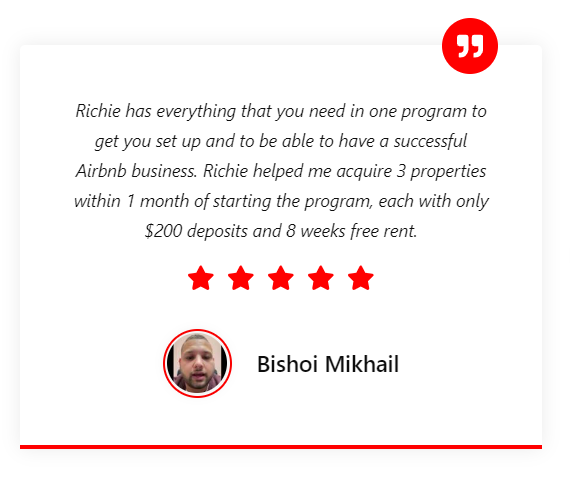 Richie has everything that you need in one program to
get you set up and to be able to have a successful
Airbnb business. Richie helped me acquire 3 properties
within 1 month of starting the program, each with only
$200 deposits and 8 weeks free rent.
Bishoi Mikhail